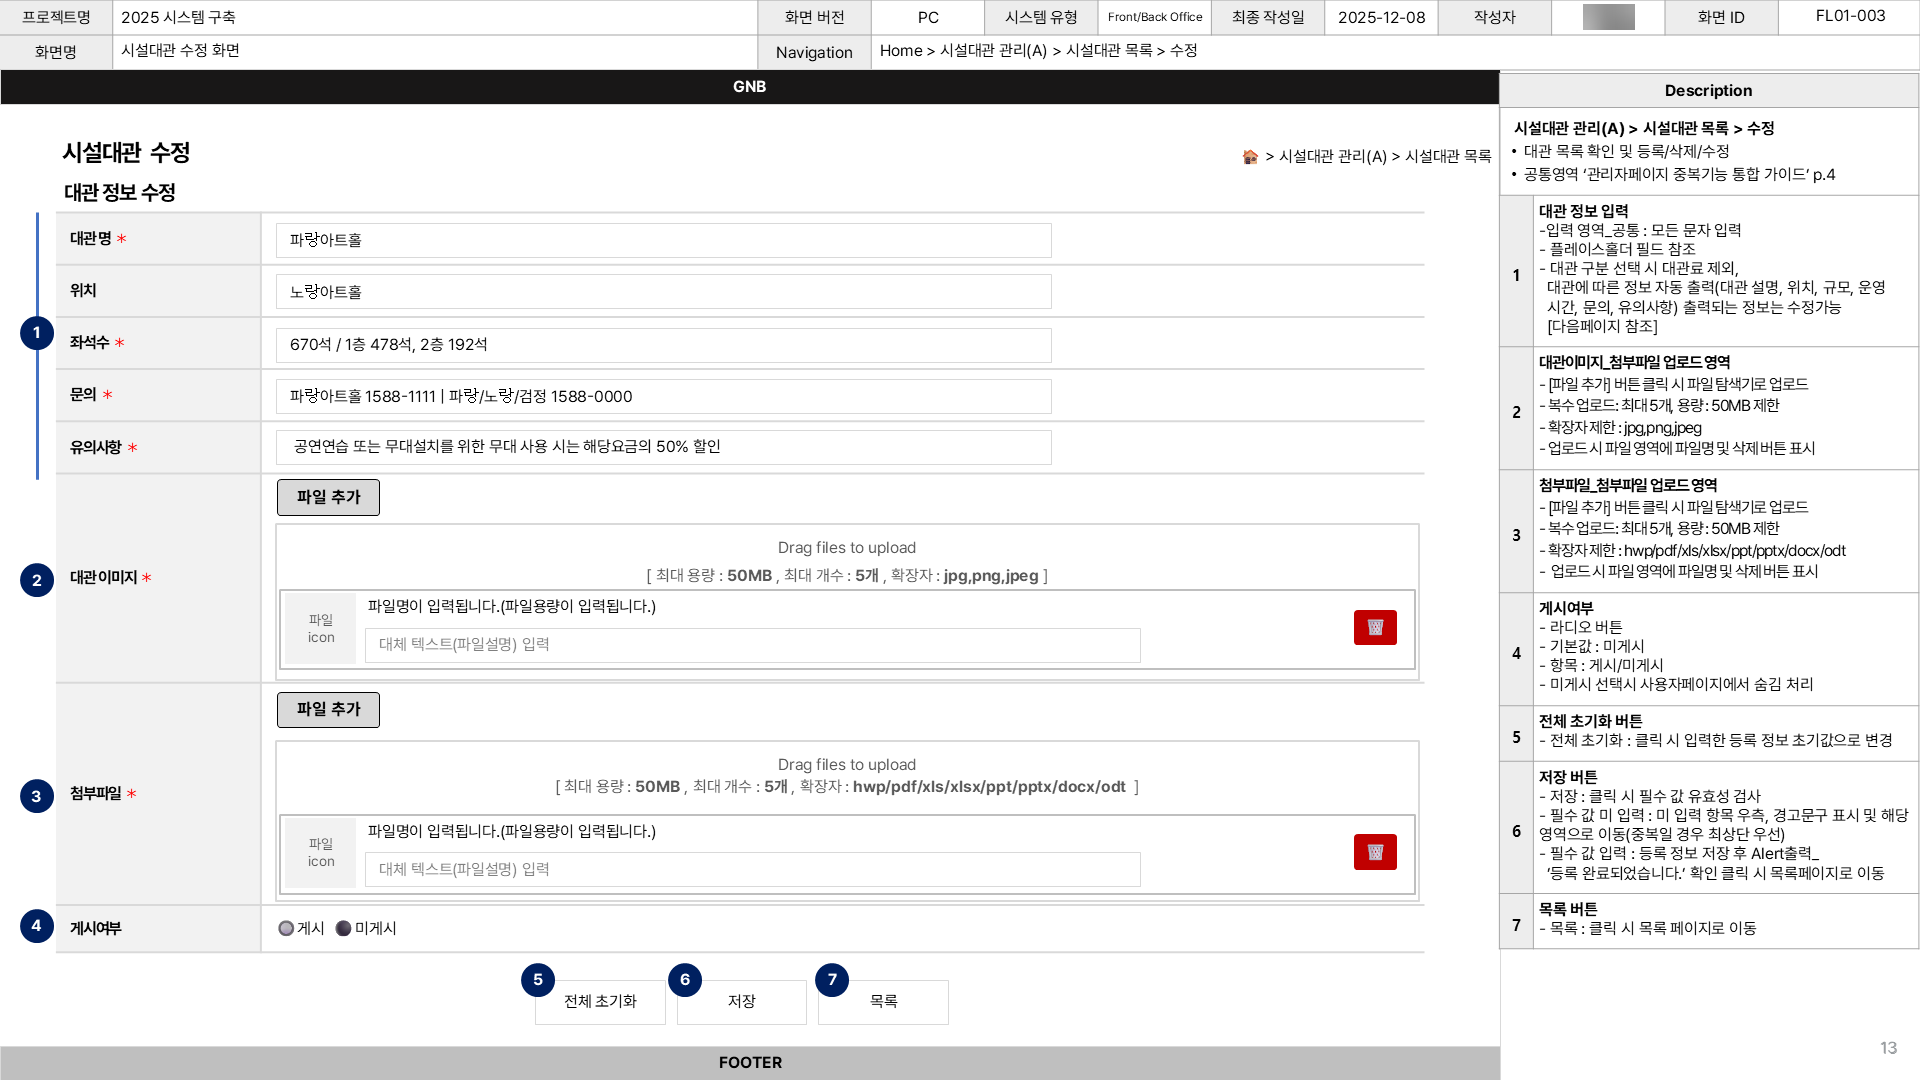 프로젝트명 2025 시스템 구축 화면 버전 PC 시스템 유형 Front/Back Office 최종 작성일 2025-12-08 작성자 화면 ID FL01-003
화면명 시설대관 수정 화면 Navigation Home > 시설대관 관리(A) > 시설대관 목록 > 수정
GNB
시설대관 수정
> 시설대관 관리(A) > 시설대관 목록
대관 정보 수정
1
대관명 *
파랑아트홀
위치
노랑아트홀
좌석수 *
670석 / 1층 478석, 2층 192석
문의 *
파랑아트홀 1588-1111 | 파랑/노랑/검정 1588-0000
유의사항 *
공연연습 또는 무대설치를 위한 무대 사용 시는 해당요금의 50% 할인
2
대관이미지 *
파일 추가
Drag files to upload
[ 최대 용량 : 50MB , 최대 개수 : 5개 , 확장자 : jpg,png,jpeg ]
파일
icon
파일명이 입력됩니다.(파일용량이 입력됩니다.)
대체 텍스트(파일설명) 입력
3
첨부파일 *
파일 추가
Drag files to upload
[ 최대 용량 : 50MB , 최대 개수 : 5개 , 확장자 : hwp/pdf/xls/xlsx/ppt/pptx/docx/odt ]
파일
icon
파일명이 입력됩니다.(파일용량이 입력됩니다.)
대체 텍스트(파일설명) 입력
4
게시여부
게시 미게시
5
전체 초기화
6
저장
7
목록
FOOTER
Description
시설대관 관리(A) > 시설대관 목록 > 수정
• 대관 목록 확인 및 등록/삭제/수정
• 공통영역 ‘관리자페이지 중복기능 통합 가이드’ p.4
1
대관 정보 입력
-입력 영역_공통 : 모든 문자 입력
- 플레이스홀더 필드 참조
- 대관 구분 선택 시 대관료 제외,
대관에 따른 정보 자동 출력(대관 설명, 위치, 규모, 운영
시간, 문의, 유의사항) 출력되는 정보는 수정가능
[다음페이지 참조]
2
대관이미지_첨부파일 업로드 영역
- [파일 추가] 버튼 클릭 시 파일 탐색기로 업로드
- 복수 업로드: 최대 5개, 용량 : 50MB 제한
- 확장자 제한 : jpg,png,jpeg
- 업로드 시 파일 영역에 파일명 및 삭제 버튼 표시
3
첨부파일_첨부파일 업로드 영역
- [파일 추가] 버튼 클릭 시 파일 탐색기로 업로드
- 복수 업로드: 최대 5개, 용량 : 50MB 제한
- 확장자 제한 : hwp/pdf/xls/xlsx/ppt/pptx/docx/odt
- 업로드 시 파일 영역에 파일명 및 삭제 버튼 표시
4
게시여부
- 라디오 버튼
- 기본값 : 미게시
- 항목 : 게시/미게시
- 미게시 선택시 사용자페이지에서 숨김 처리
5
전체 초기화 버튼
- 전체 초기화 : 클릭 시 입력한 등록 정보 초기값으로 변경
6
저장 버튼
- 저장 : 클릭 시 필수 값 유효성 검사
- 필수 값 미 입력 : 미 입력 항목 우측, 경고문구 표시 및 해당
영역으로 이동(중복일 경우 최상단 우선)
- 필수 값 입력 : 등록 정보 저장 후 Alert출력_
‘등록 완료되었습니다.’ 확인 클릭 시 목록페이지로 이동
7
목록 버튼
- 목록 : 클릭 시 목록 페이지로 이동
13